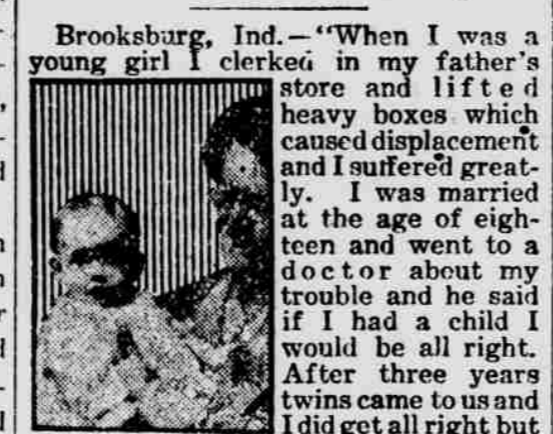 Brooksburg, Ind.—"When I was a
young girl I clerked in my father's
store and lifted
heavy boxes which
caused displacement
and I suffered great-
ly. I was married
at the age of eigh-
teen and went to a
doctor about my
trouble and he said
if I had a child I
would be all right.
After three years
twins came to us and
I did get all right but